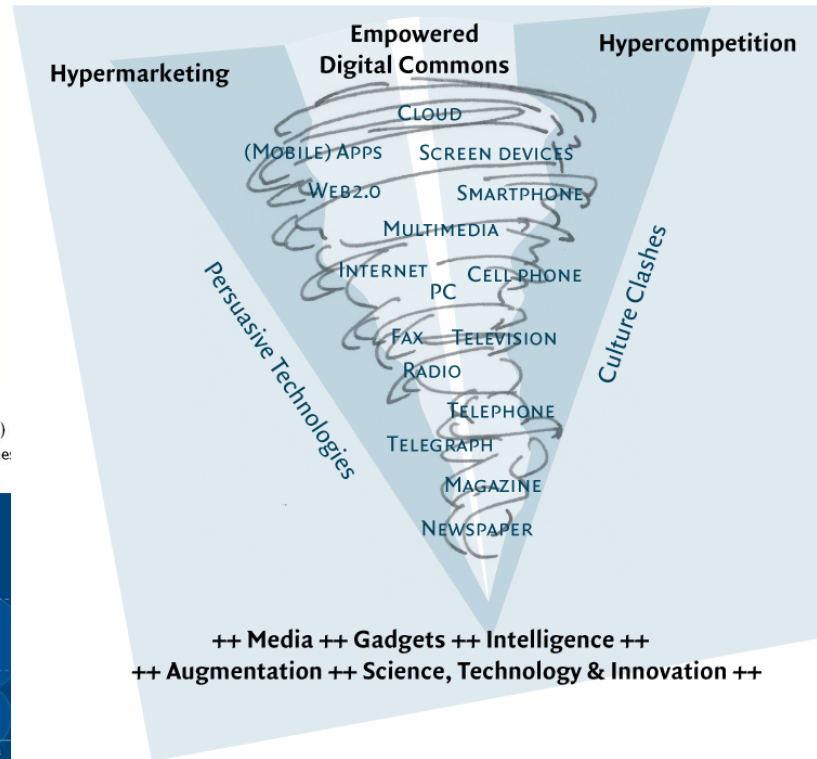 Empowered
Digital Commons
Hypermarketing
Hypercompetition
CLOUD
(MOBILE) APPS SCREEN DEVICES
WEB2.0 SMARTPHONE
MULTIMEDIA
INTERNET CELL PHONE
PC
FAX TELEVISION
RADIO
TELEPHONE
TELEGRAPH
MAGAZINE
NEWSPAPER
Persuasive Technologies
Culture Clashes
++ Media ++ Gadgets ++ Intelligence ++
++ Augmentation ++ Science, Technology & Innovation ++